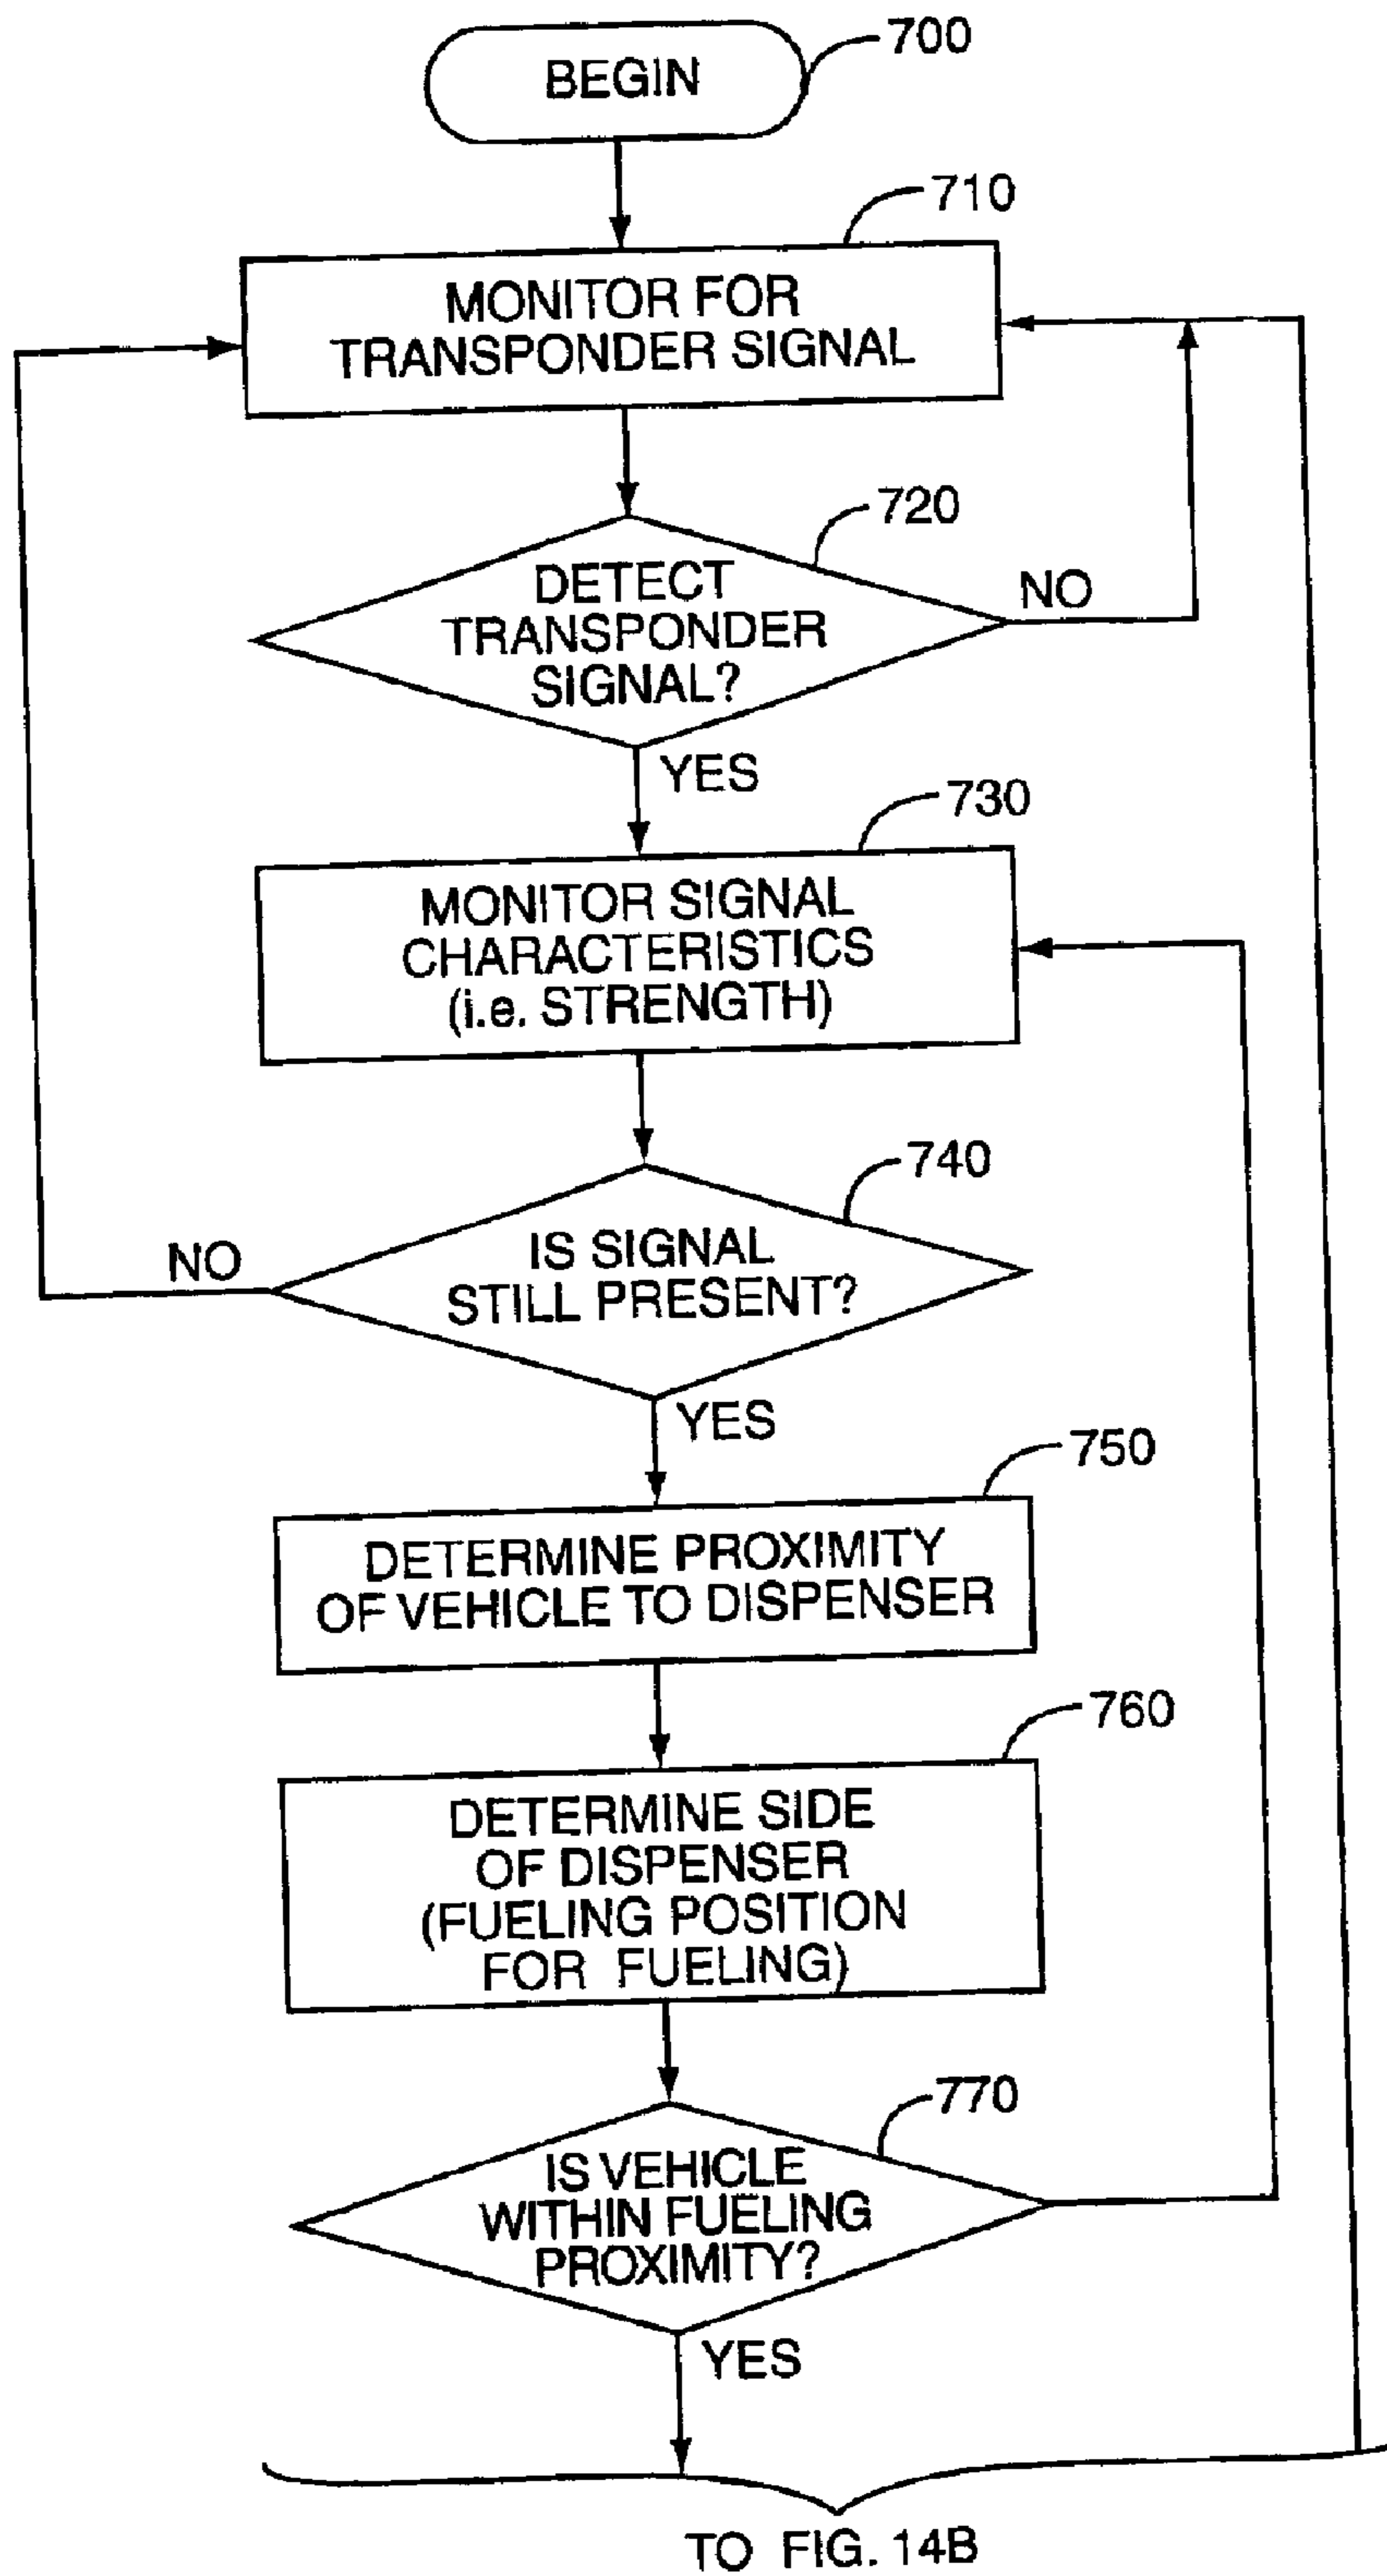 BEGIN
700
710
MONITOR FOR
TRANSPONDER SIGNAL
720
DETECT
TRANSPONDER
SIGNAL?
NO
YES
730
MONITOR SIGNAL
CHARACTERISTICS
(i.e. STRENGTH)
740
IS SIGNAL
STILL PRESENT?
NO
YES
750
DETERMINE PROXIMITY
OF VEHICLE TO DISPENSER
760
DETERMINE SIDE
OF DISPENSER
(FUELING POSITION
FOR FUELING)
770
IS VEHICLE
WITHIN FUELING
PROXIMITY?
YES
TO FIG. 14B